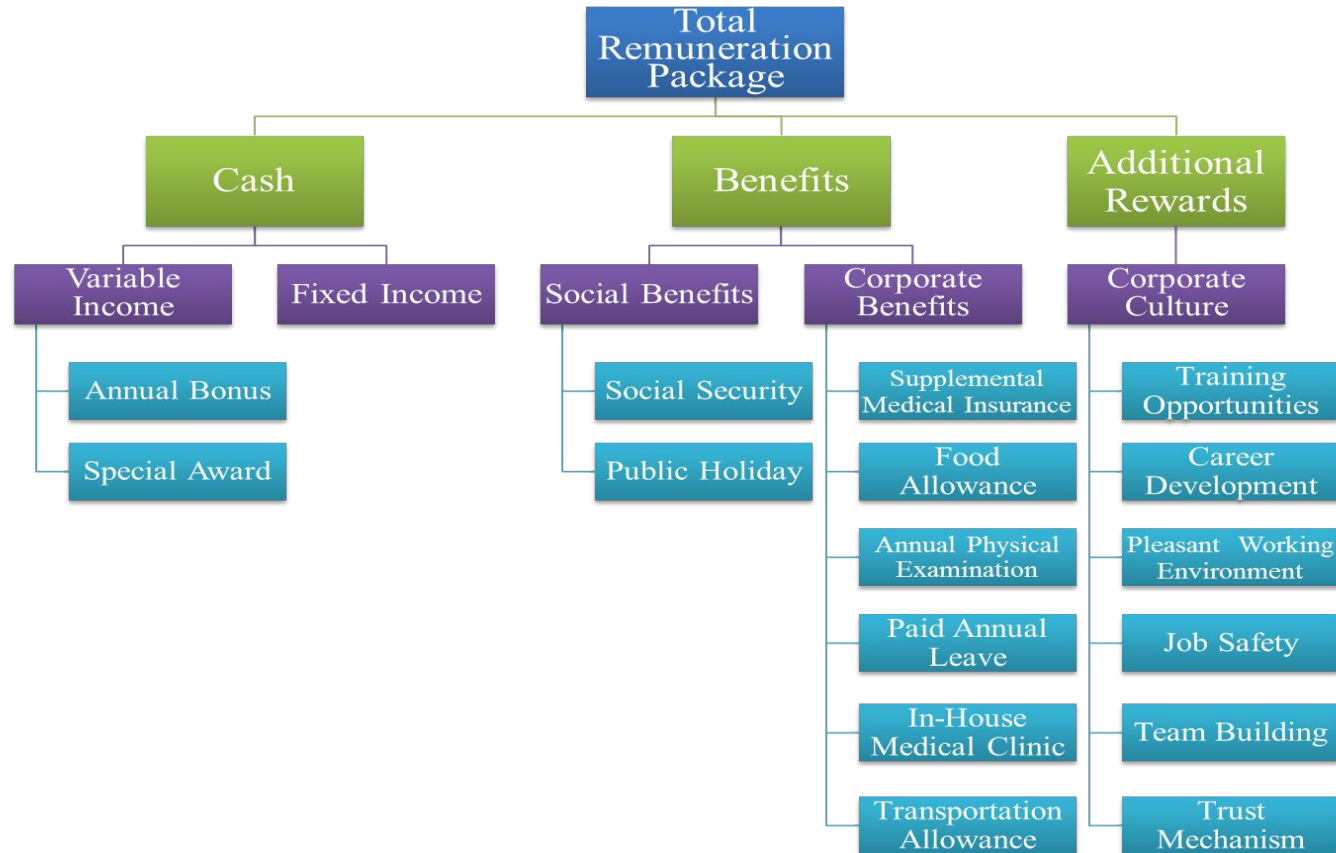 Total
Remuneration
Package
Cash
Benefits
Additional
Rewards
Variable
Income
Fixed Income
Social Benefits
Corporate
Benefits
Corporate
Culture
Annual Bonus
Special Award
Social Security
Public Holiday
Supplemental
Medical Insurance
Food
Allowance
Annual Physical
Examination
Paid Annual
Leave
In-House
Medical Clinic
Transportation
Allowance
Training
Opportunities
Career
Development
Pleasant Working
Environment
Job Safety
Team Building
Trust
Mechanism